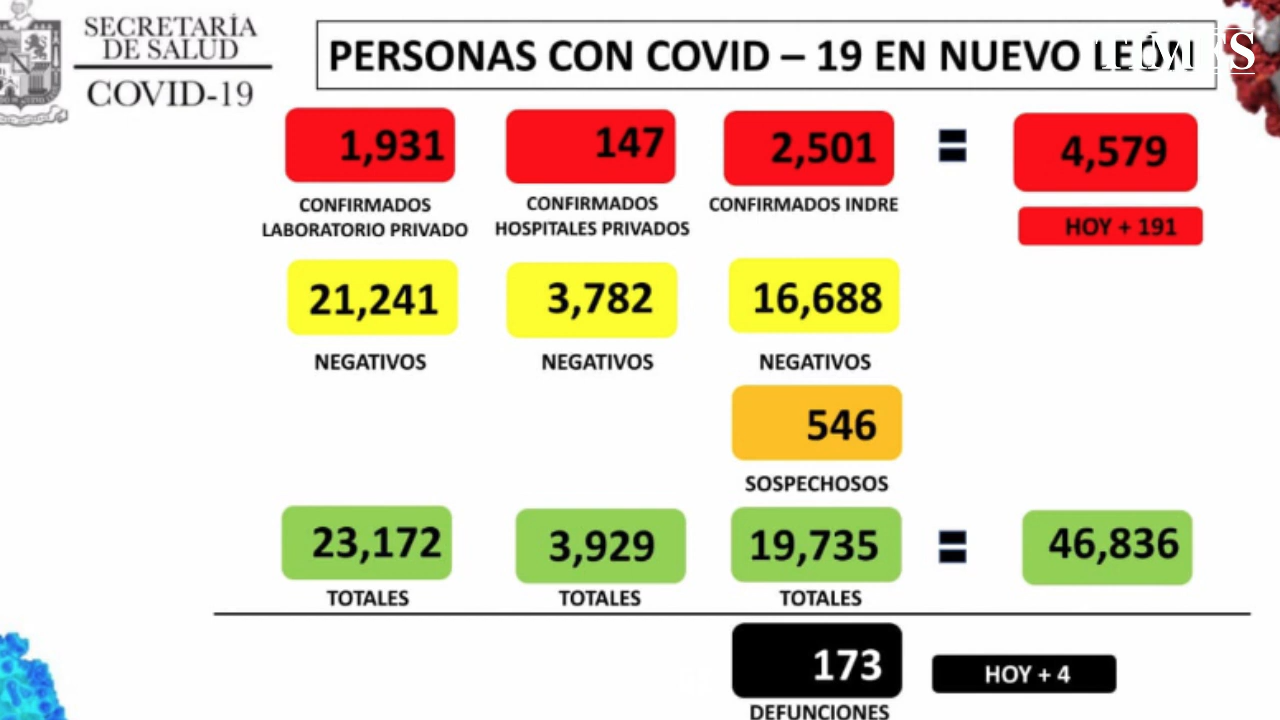 SECRETARÍA
DE SALUD
COVID-19
PERSONAS CON COVID – 19 EN NUEVO LEÓN
1,931 147 2,501 = 4,579
CONFIRMADOS
LABORATORIO PRIVADO
CONFIRMADOS
HOSPITALES PRIVADOS
CONFIRMADOS INDRE
HOY + 191
21,241 3,782 16,688
NEGATIVOS NEGATIVOS NEGATIVOS
546
SOSPECHOSOS
23,172 3,929 19,735 = 46,836
TOTALES TOTALES TOTALES
173 HOY + 4
DEFUNCIONES